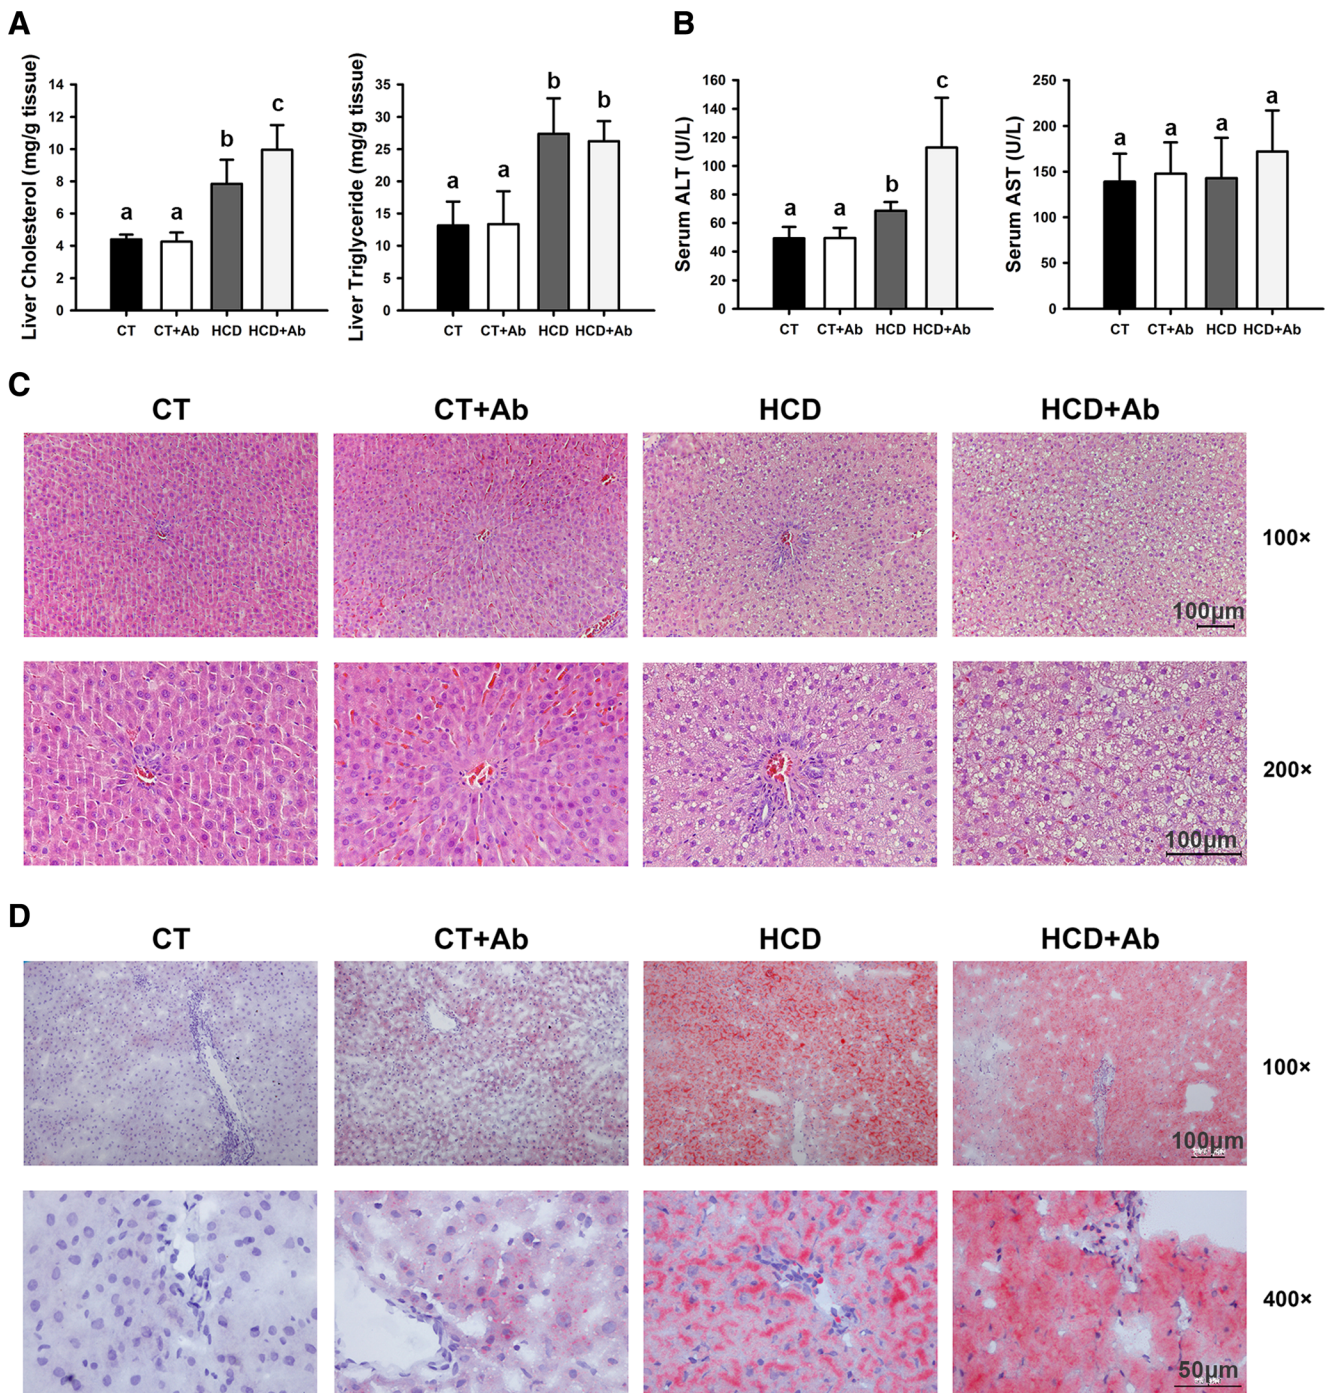 A
B
Liver Cholesterol (mg/g tissue)
14
12
10
8
6
4
2
0
a
a
b
c
CT
CT+Ab
HCD
HCD+Ab
Liver Triglyceride (mg/g tissue)
35
30
25
20
15
10
5
0
a
a
b
b
CT
CT+Ab
HCD
HCD+Ab
Serum ALT (U/L)
160
140
120
100
80
60
40
20
0
a
a
b
c
CT
CT+Ab
HCD
HCD+Ab
Serum AST (U/L)
250
200
150
100
50
0
a
a
a
a
CT
CT+Ab
HCD
HCD+Ab
C
CT
CT+Ab
HCD
HCD+Ab
100×
100μm
200×
100μm
D
CT
CT+Ab
HCD
HCD+Ab
100×
100μm
400×
50μm